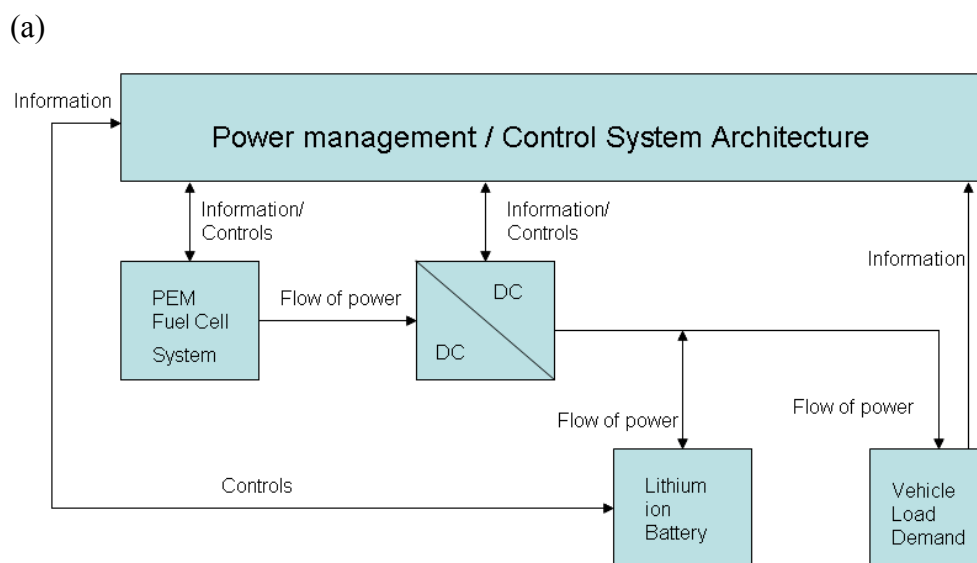 (a)
Information
Power management / Control System Architecture
Information/
Controls
Information/
Controls
Information
PEM
Fuel Cell
System
Flow of power
DC
DC
Flow of power
Flow of power
Controls
Lithium
ion
Battery
Vehicle
Load
Demand